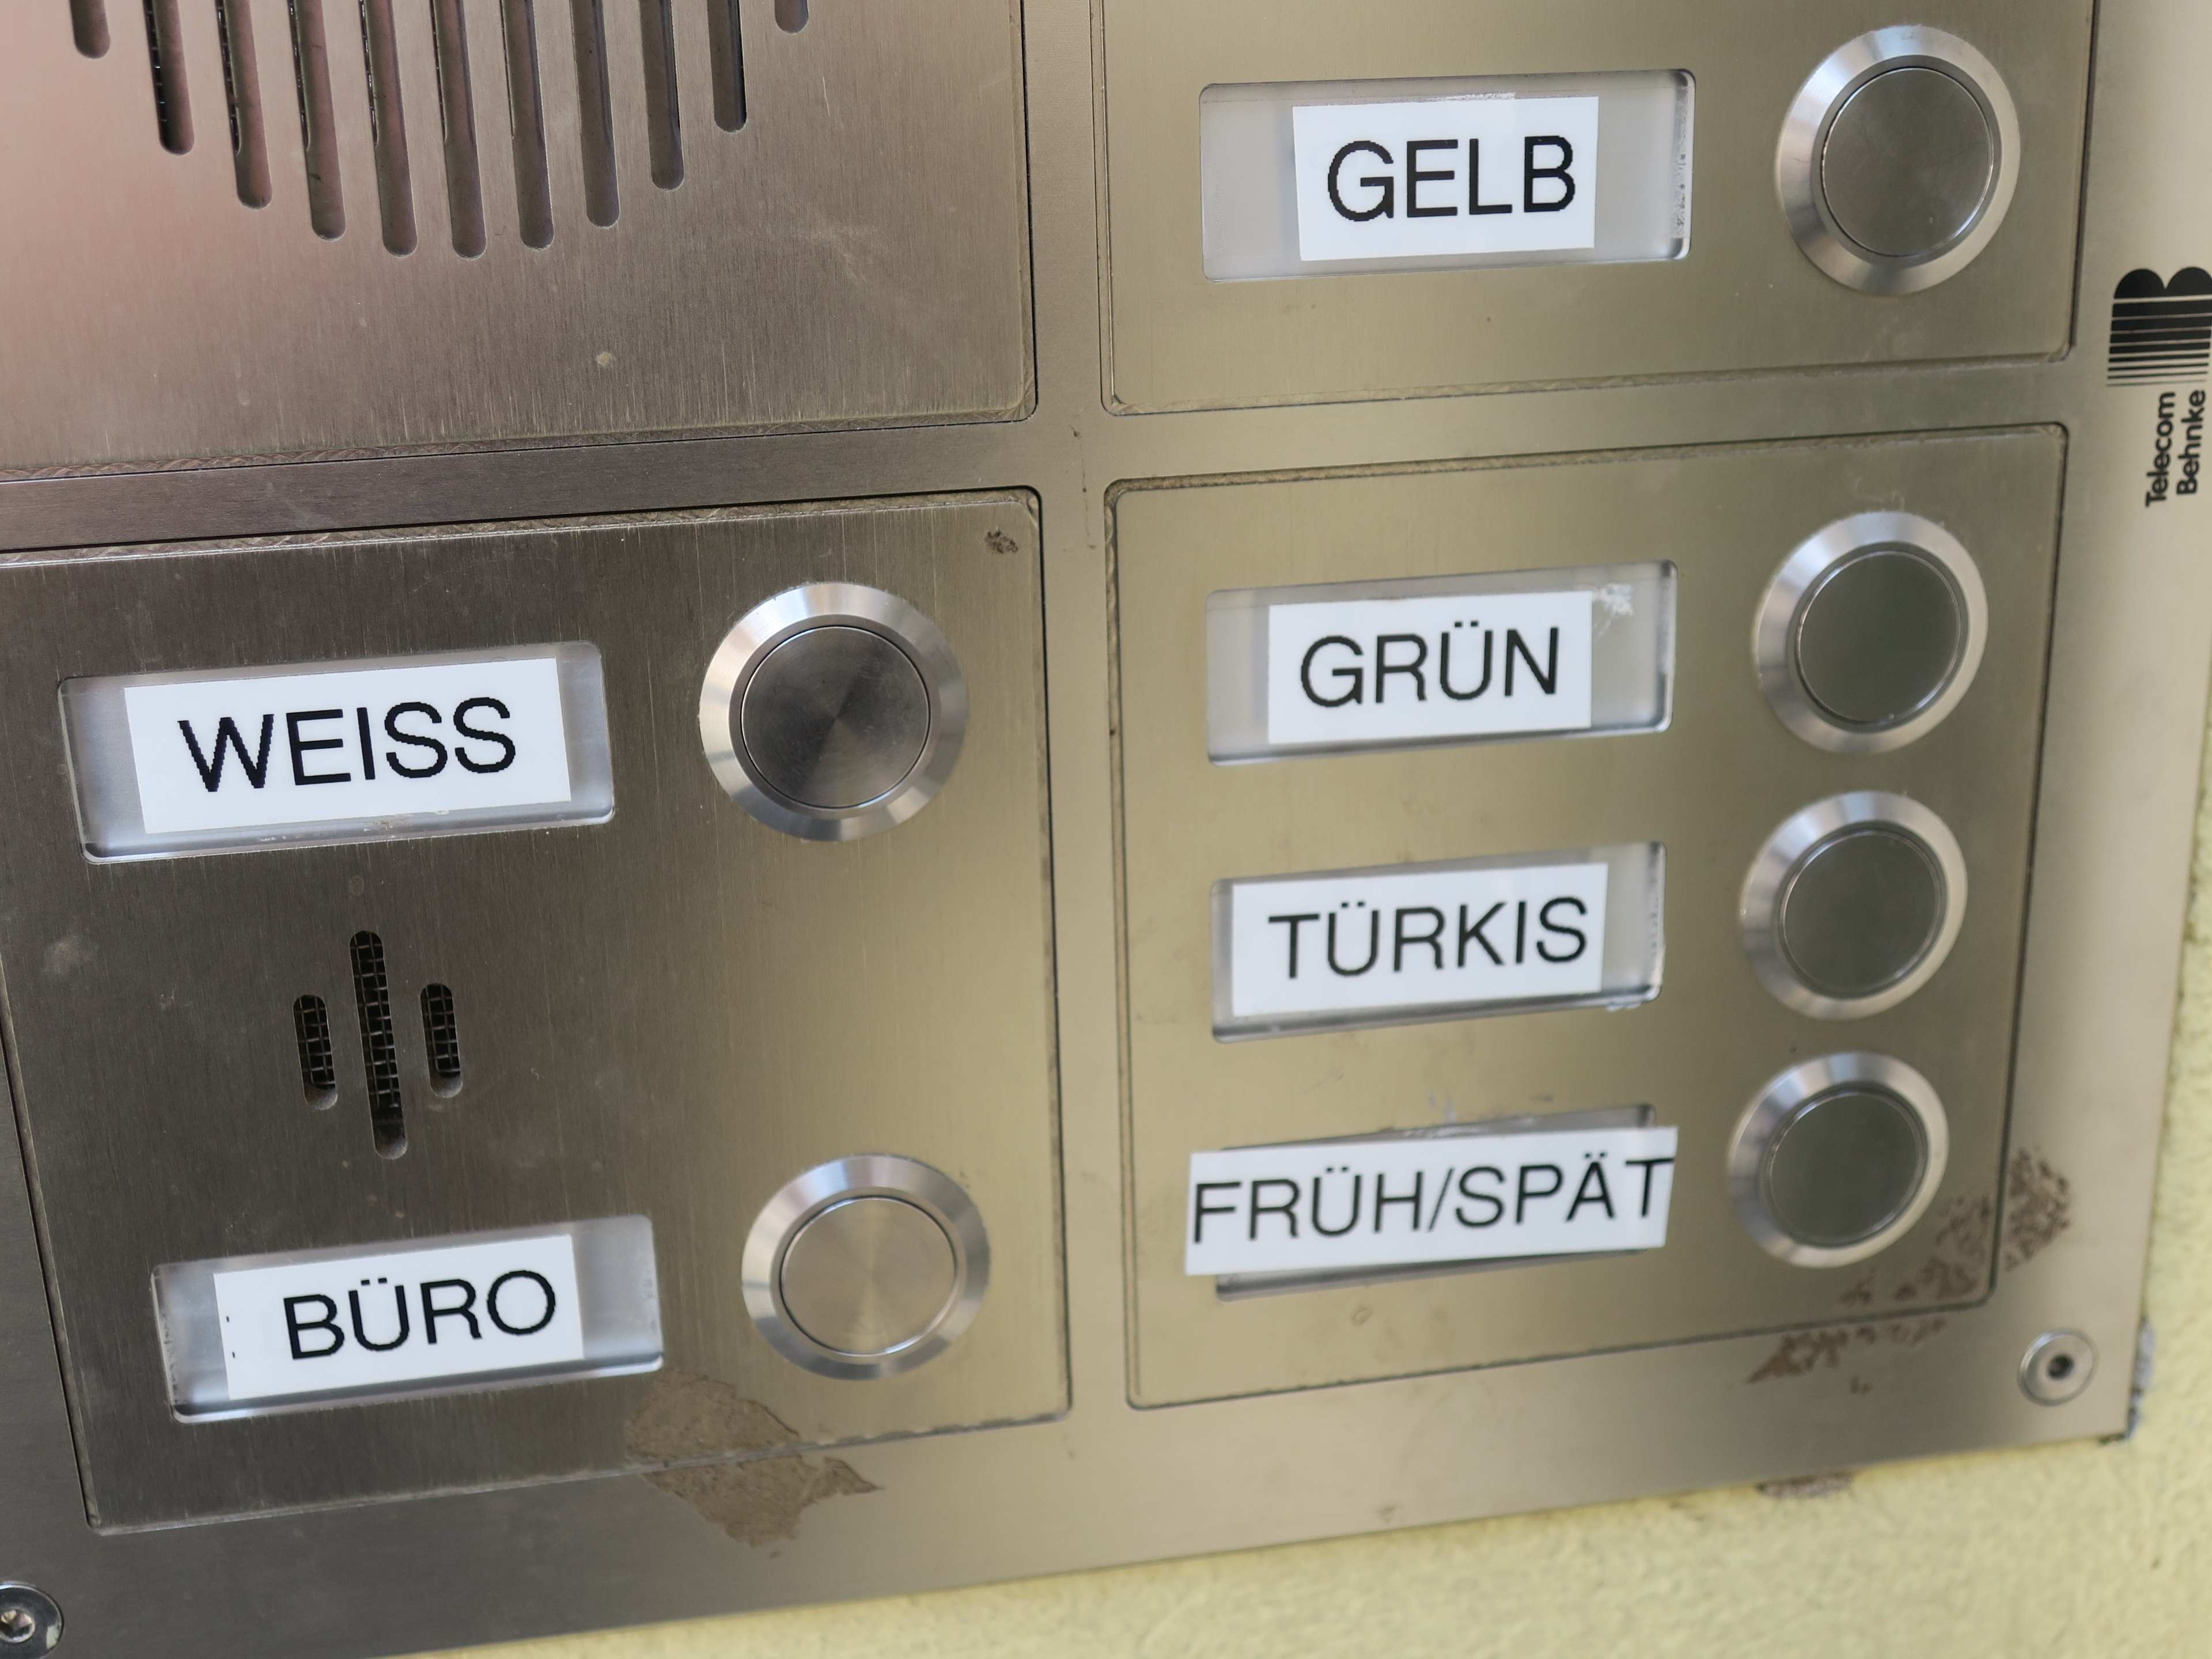 GELB
Telecom
Behnke
WEISS
GRÜN
TÜRKIS
FRÜH/SPÄT
BÜRO